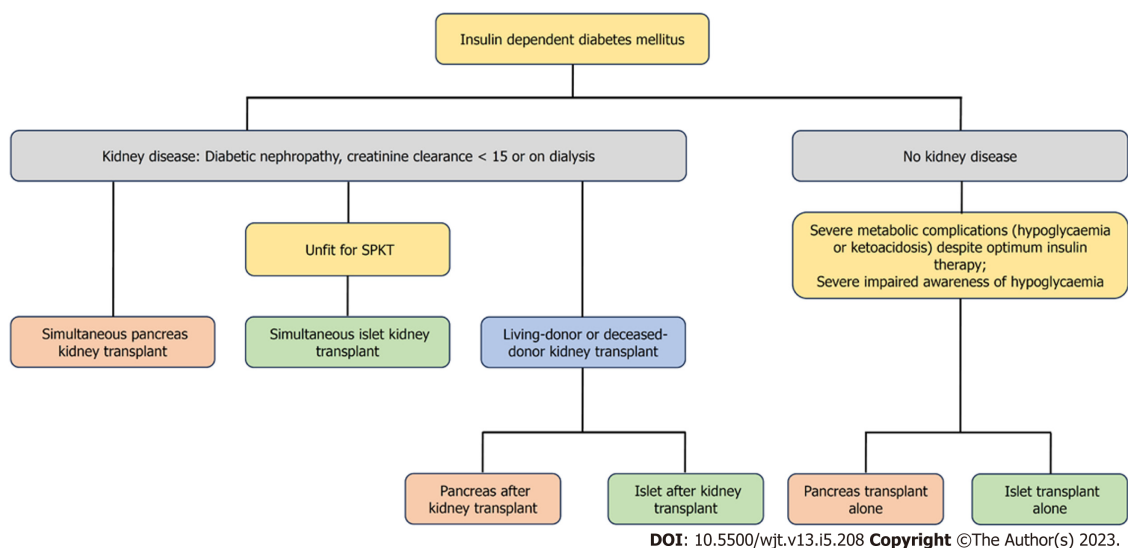 Insulin dependent diabetes mellitus
Kidney disease: Diabetic nephropathy, creatinine clearance < 15 or on dialysis
No kidney disease
Unfit for SPKT
Severe metabolic complications (hypoglycaemia
or ketoacidosis) despite optimum insulin
therapy;
Severe impaired awareness of hypoglycaemia
Simultaneous pancreas
kidney transplant
Simultaneous islet kidney
transplant
Living-donor or deceased-
donor kidney transplant
Pancreas after
kidney transplant
Islet after kidney
transplant
Pancreas transplant
alone
Islet transplant
alone
DOI: 10.5500/wjt.v13.i5.208 Copyright ©The Author(s) 2023.